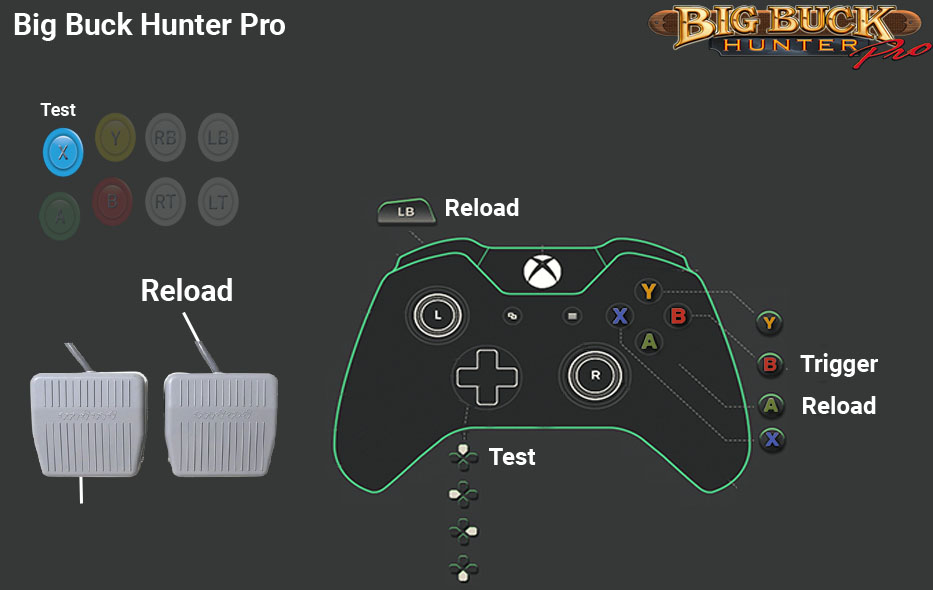 Big Buck Hunter Pro
BIG BUCK
HUNTER
Pro
Test
X
Y
RB
LB
A
B
RT
LT
LB
Reload
Reload
L
Y
X
B
A
R
Y
B
Trigger
A
Reload
X
Test